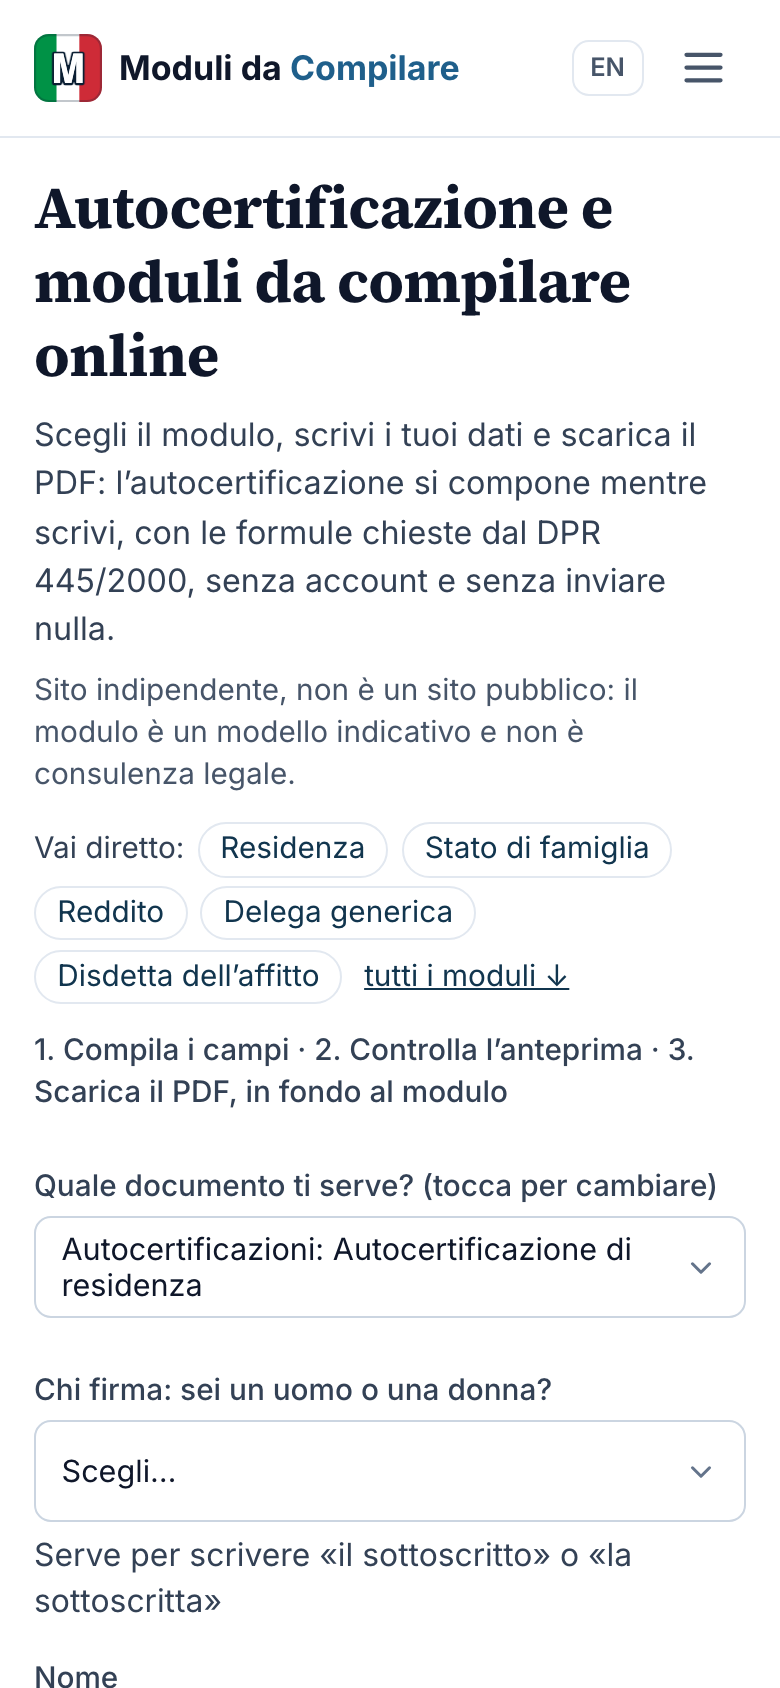 M Moduli da Compilare EN
Autocertificazione e
moduli da compilare
online
Scegli il modulo, scrivi i tuoi dati e scarica il
PDF: l’autocertificazione si compone mentre
scrivi, con le formule chieste dal DPR
445/2000, senza account e senza inviare
nulla.
Sito indipendente, non è un sito pubblico: il
modulo è un modello indicativo e non è
consulenza legale.
Vai diretto: Residenza Stato di famiglia
Reddito Delega generica
Disdetta dell’affitto tutti i moduli ↓
1. Compila i campi · 2. Controlla l’anteprima · 3.
Scarica il PDF, in fondo al modulo
Quale documento ti serve? (tocca per cambiare)
Autocertificazioni: Autocertificazione di
residenza
Chi firma: sei un uomo o una donna?
Scegli...
Serve per scrivere «il sottoscritto» o «la
sottoscritta»
Nome